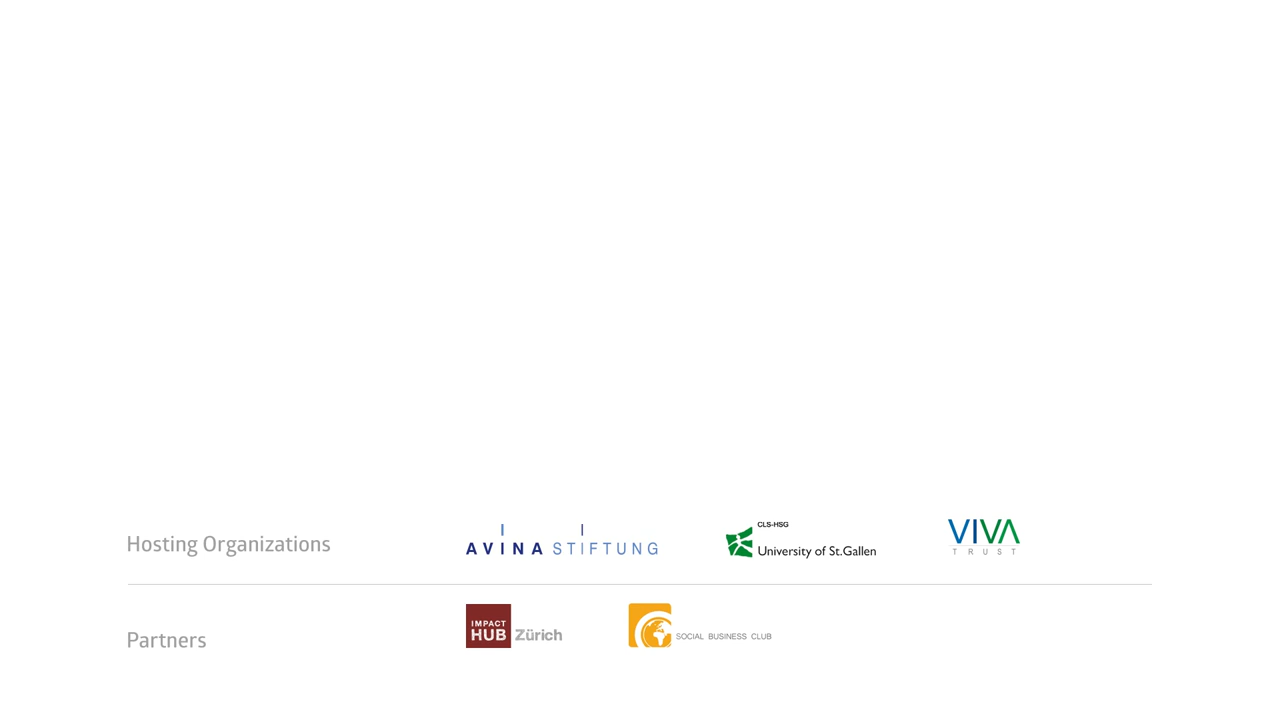 Hosting Organizations
AVINA STIFTUNG
CLS-HSG
University of St.Gallen
VIVA
TRUST
Partners
IMPACT
HUB Zürich
SOCIAL BUSINESS CLUB